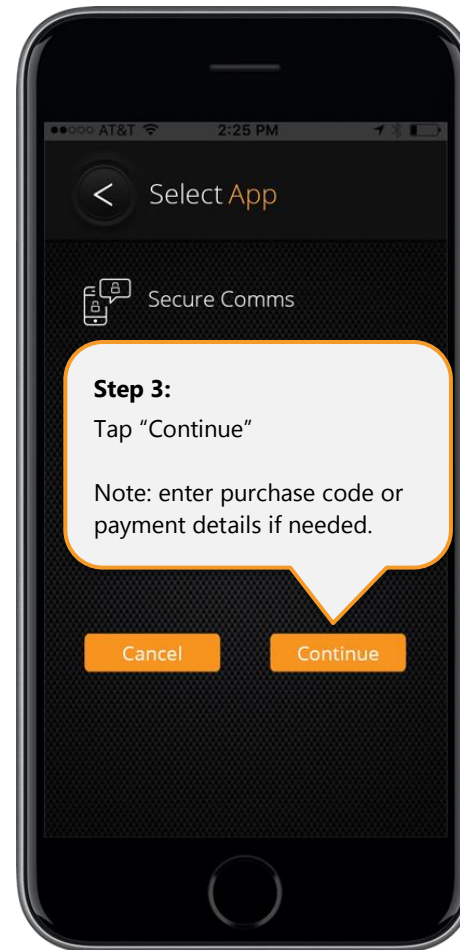 AT&T 2:25 PM
< Select App
Secure Comms
Step 3:
Tap “Continue”
Note: enter purchase code or
payment details if needed.
Cancel Continue